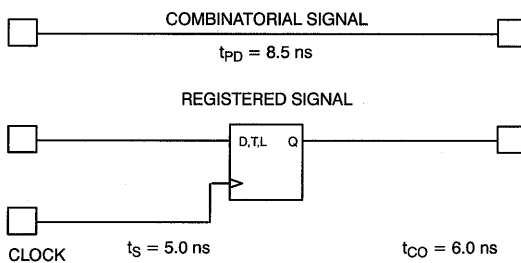 COMBINATORIAL SIGNAL
tPD = 8.5 ns
REGISTERED SIGNAL
D,T,L Q
CLOCK tS = 5.0 ns tCO = 6.0 ns